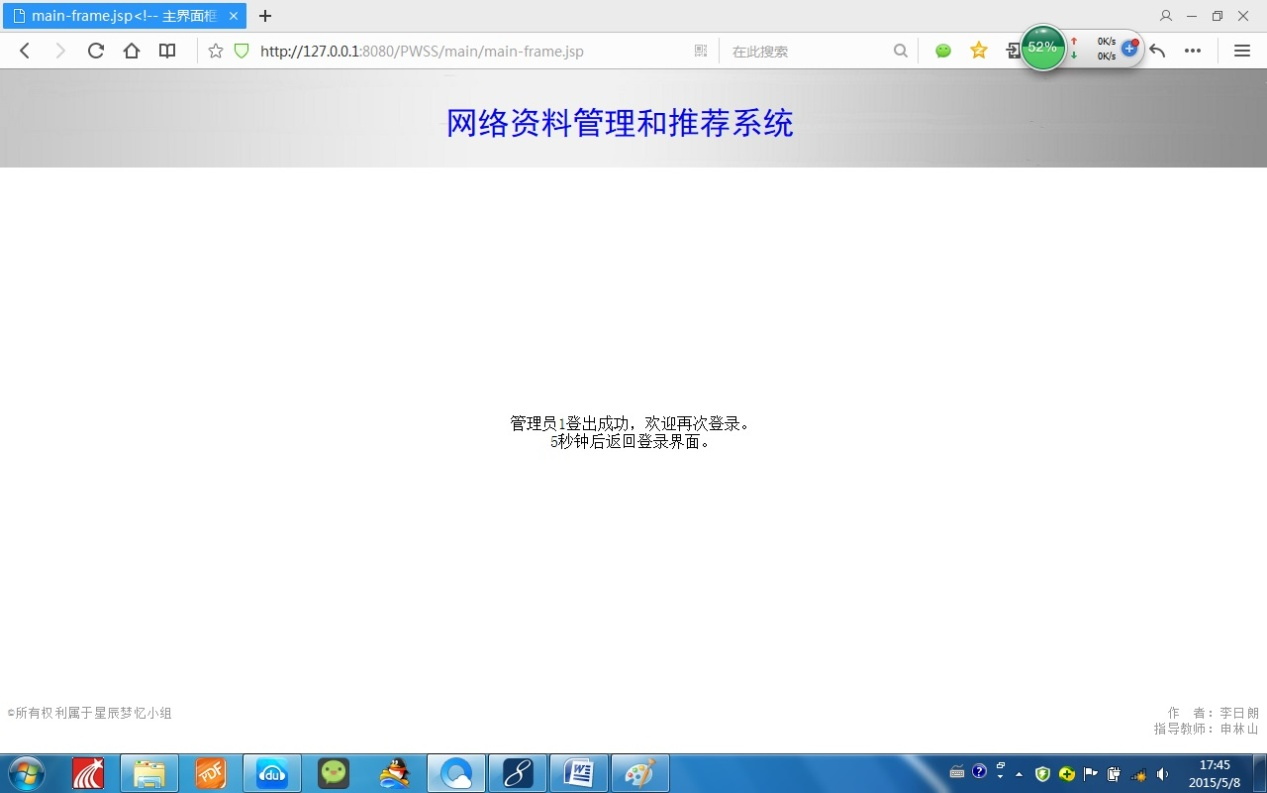 main-frame.jsp<!-- 主界面框
http://127.0.0.1:8080/PWSS/main/main-frame.jsp
在此搜索
52%
0K/s
0K/s
网络资料管理和推荐系统
管理员1登出成功，欢迎再次登录。
5秒钟后返回登录界面。
©所有权利属于星辰梦忆小组
作 者：李日朗
指导教师：申林山
PDF
du
17:45
2015/5/8